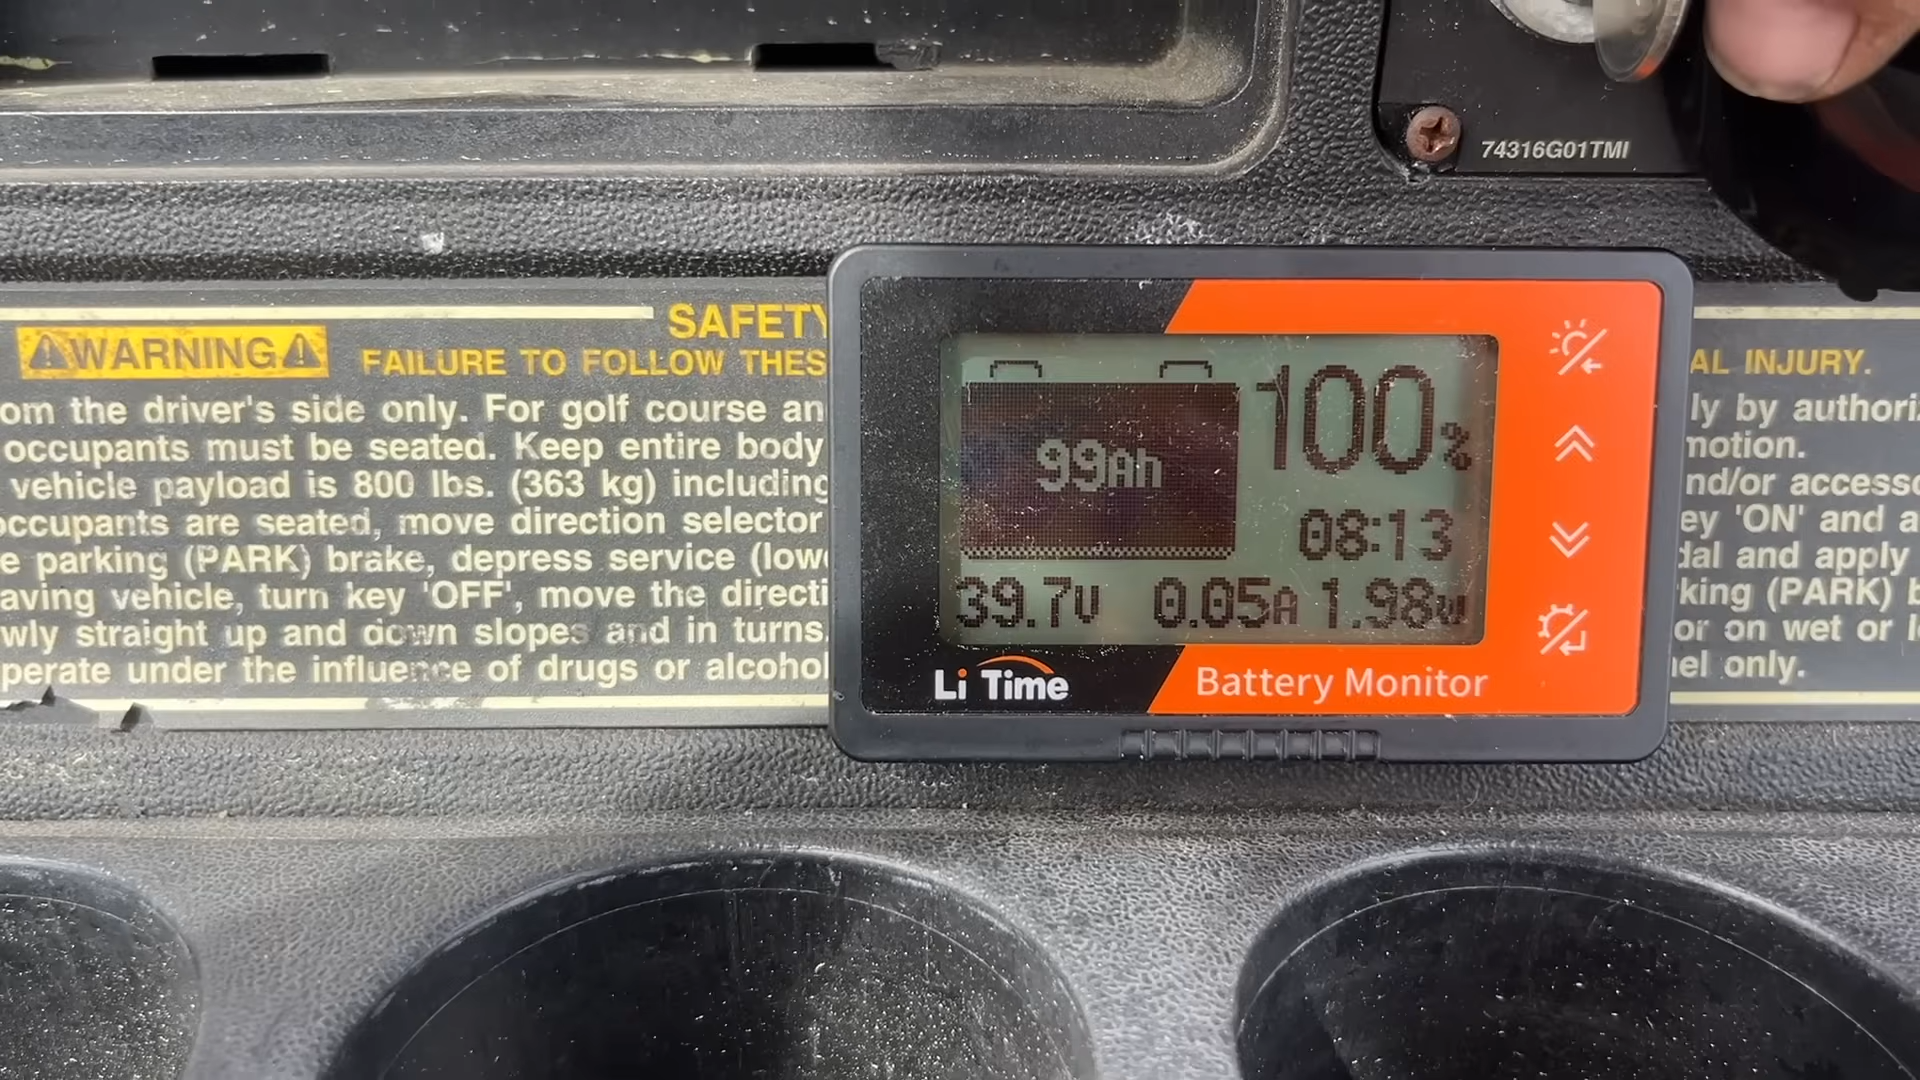 74316G01TMI
SAFETY
WARNING
FAILURE TO FOLLOW THES
AL INJURY.
om the driver's side only. For golf course an
ly by authori
occupants must be seated. Keep entire body
motion.
vehicle payload is 800 lbs. (363 kg) including
nd/or accesso
occupants are seated, move direction selector
ey 'ON' and a
e parking (PARK) brake, depress service (lowe
dal and apply
aving vehicle, turn key 'OFF', move the directi
king (PARK) b
wly straight up and down slopes and in turns.
or on wet or l
perate under the influence of drugs or alcohol
nel only.
100%
99Ah
08:13
39.7V 0.05A 1.98W
Li Time
Battery Monitor